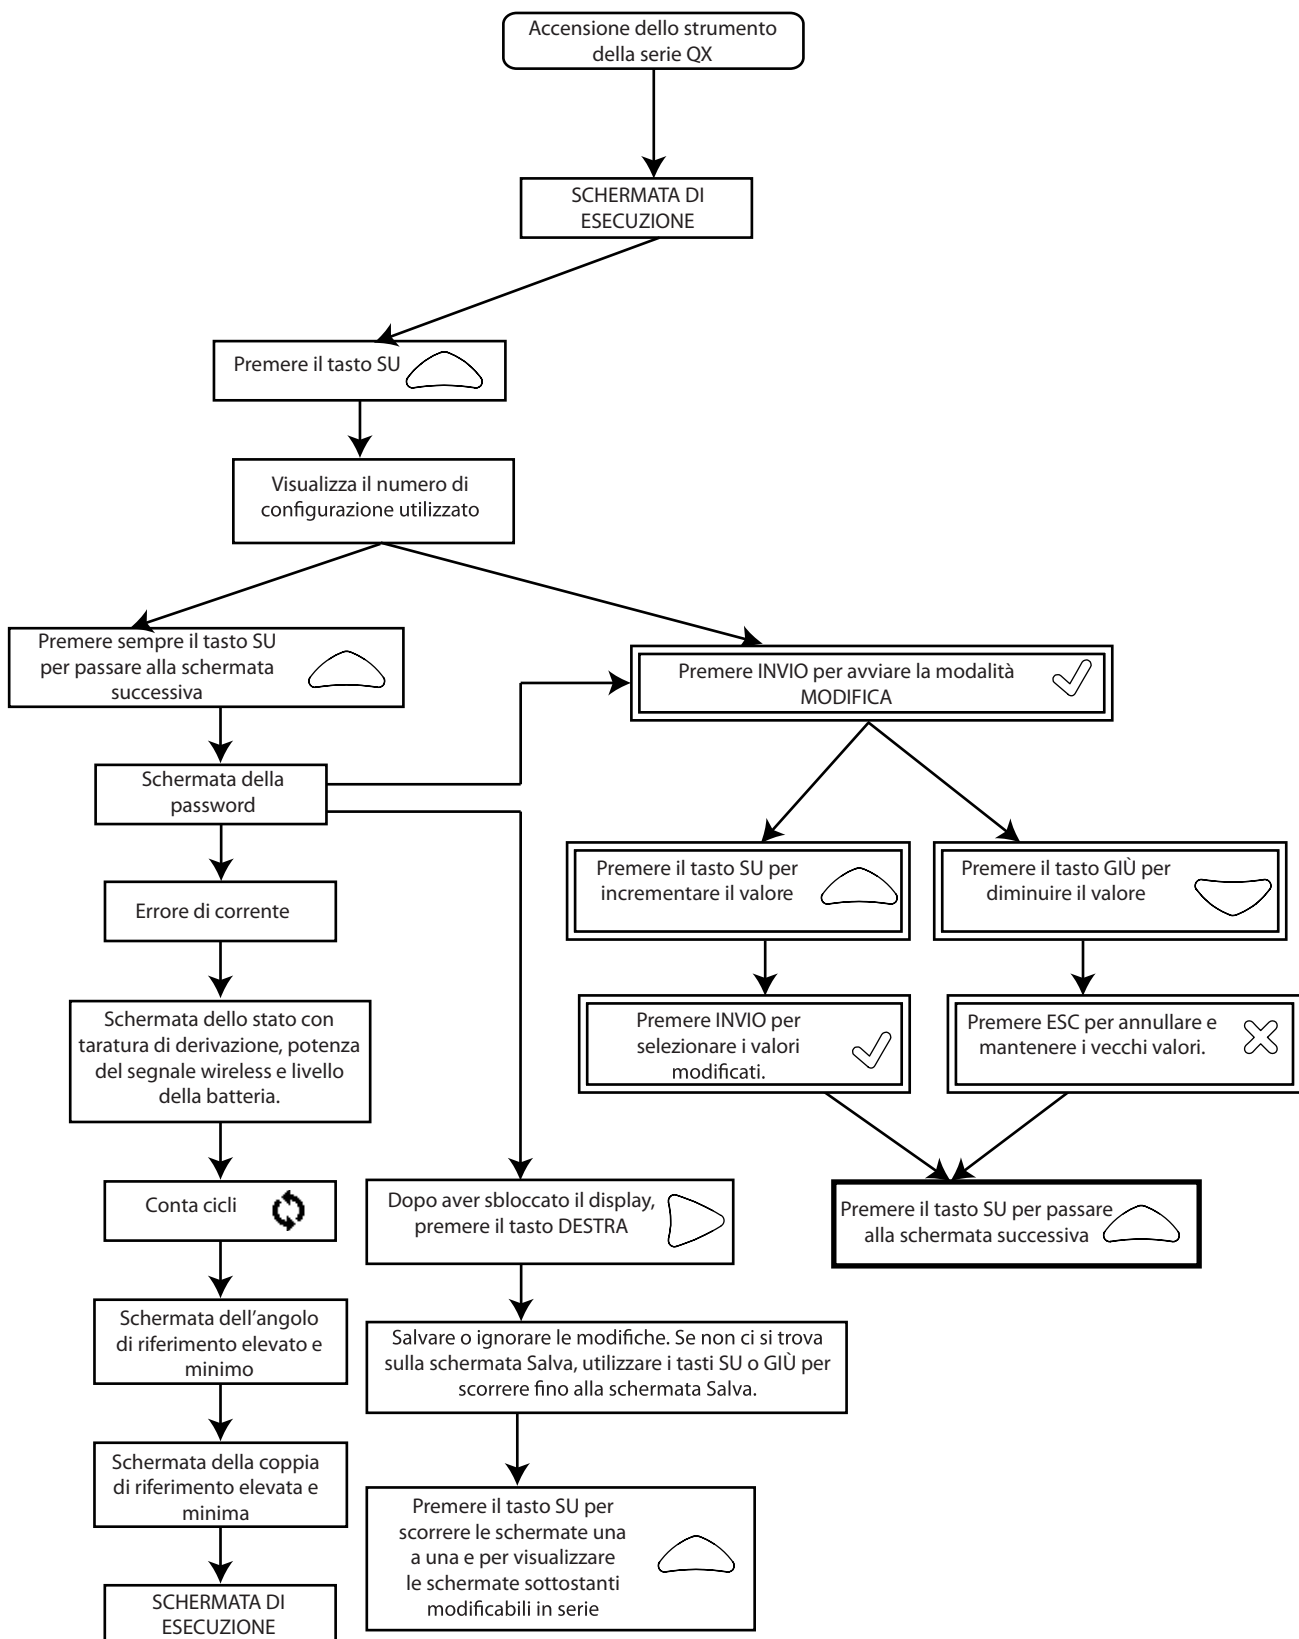 Accensione dello strumento
della serie QX
SCHERMATA DI
ESECUZIONE
Premere il tasto SU
Visualizza il numero di
configurazione utilizzato
Premere sempre il tasto SU
per passare alla schermata
successiva
Premere INVIO per avviare la modalità
MODIFICA
Schermata della
password
Premere il tasto SU per
incrementare il valore
Premere il tasto GIÙ per
diminuire il valore
Errore di corrente
Premere INVIO per
selezionare i valori
modificati.
Premere ESC per annullare e
mantenere i vecchi valori.
Schermata dello stato con
taratura di derivazione, potenza
del segnale wireless e livello
della batteria.
Conta cicli
Dopo aver sbloccato il display,
premere il tasto DESTRA
Premere il tasto SU per passare
alla schermata successiva
Schermata dell'angolo
di riferimento elevato e
minimo
Salvare o ignorare le modifiche. Se non ci si trova
sulla schermata Salva, utilizzare i tasti SU o GIÙ per
scorrere fino alla schermata Salva.
Schermata della coppia
di riferimento elevata e
minima
Premere il tasto SU per
scorrere le schermate una
a una e per visualizzare
le schermate sottostanti
modificabili in serie
SCHERMATA DI
ESECUZIONE